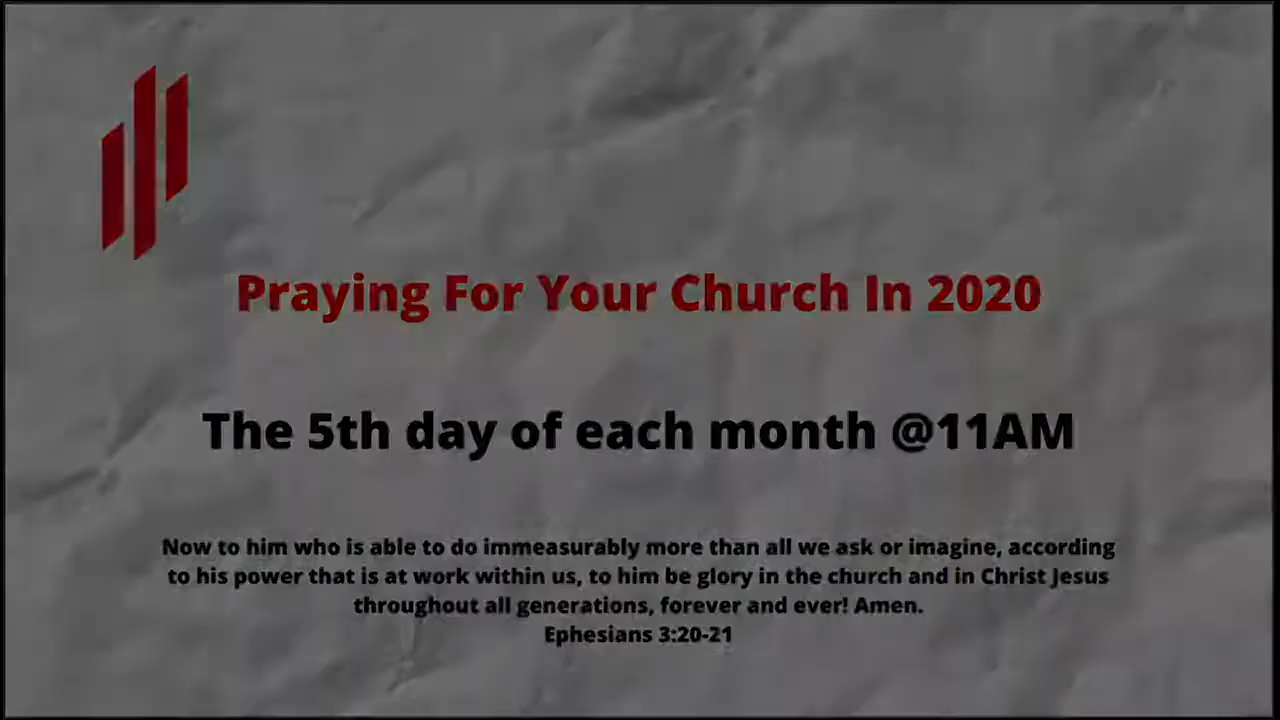 Praying For Your Church In 2020
The 5th day of each month @11AM
Now to him who is able to do immeasurably more than all we ask or imagine, according
to his power that is at work within us, to him be glory in the church and in Christ Jesus
throughout all generations, forever and ever! Amen.
Ephesians 3:20-21